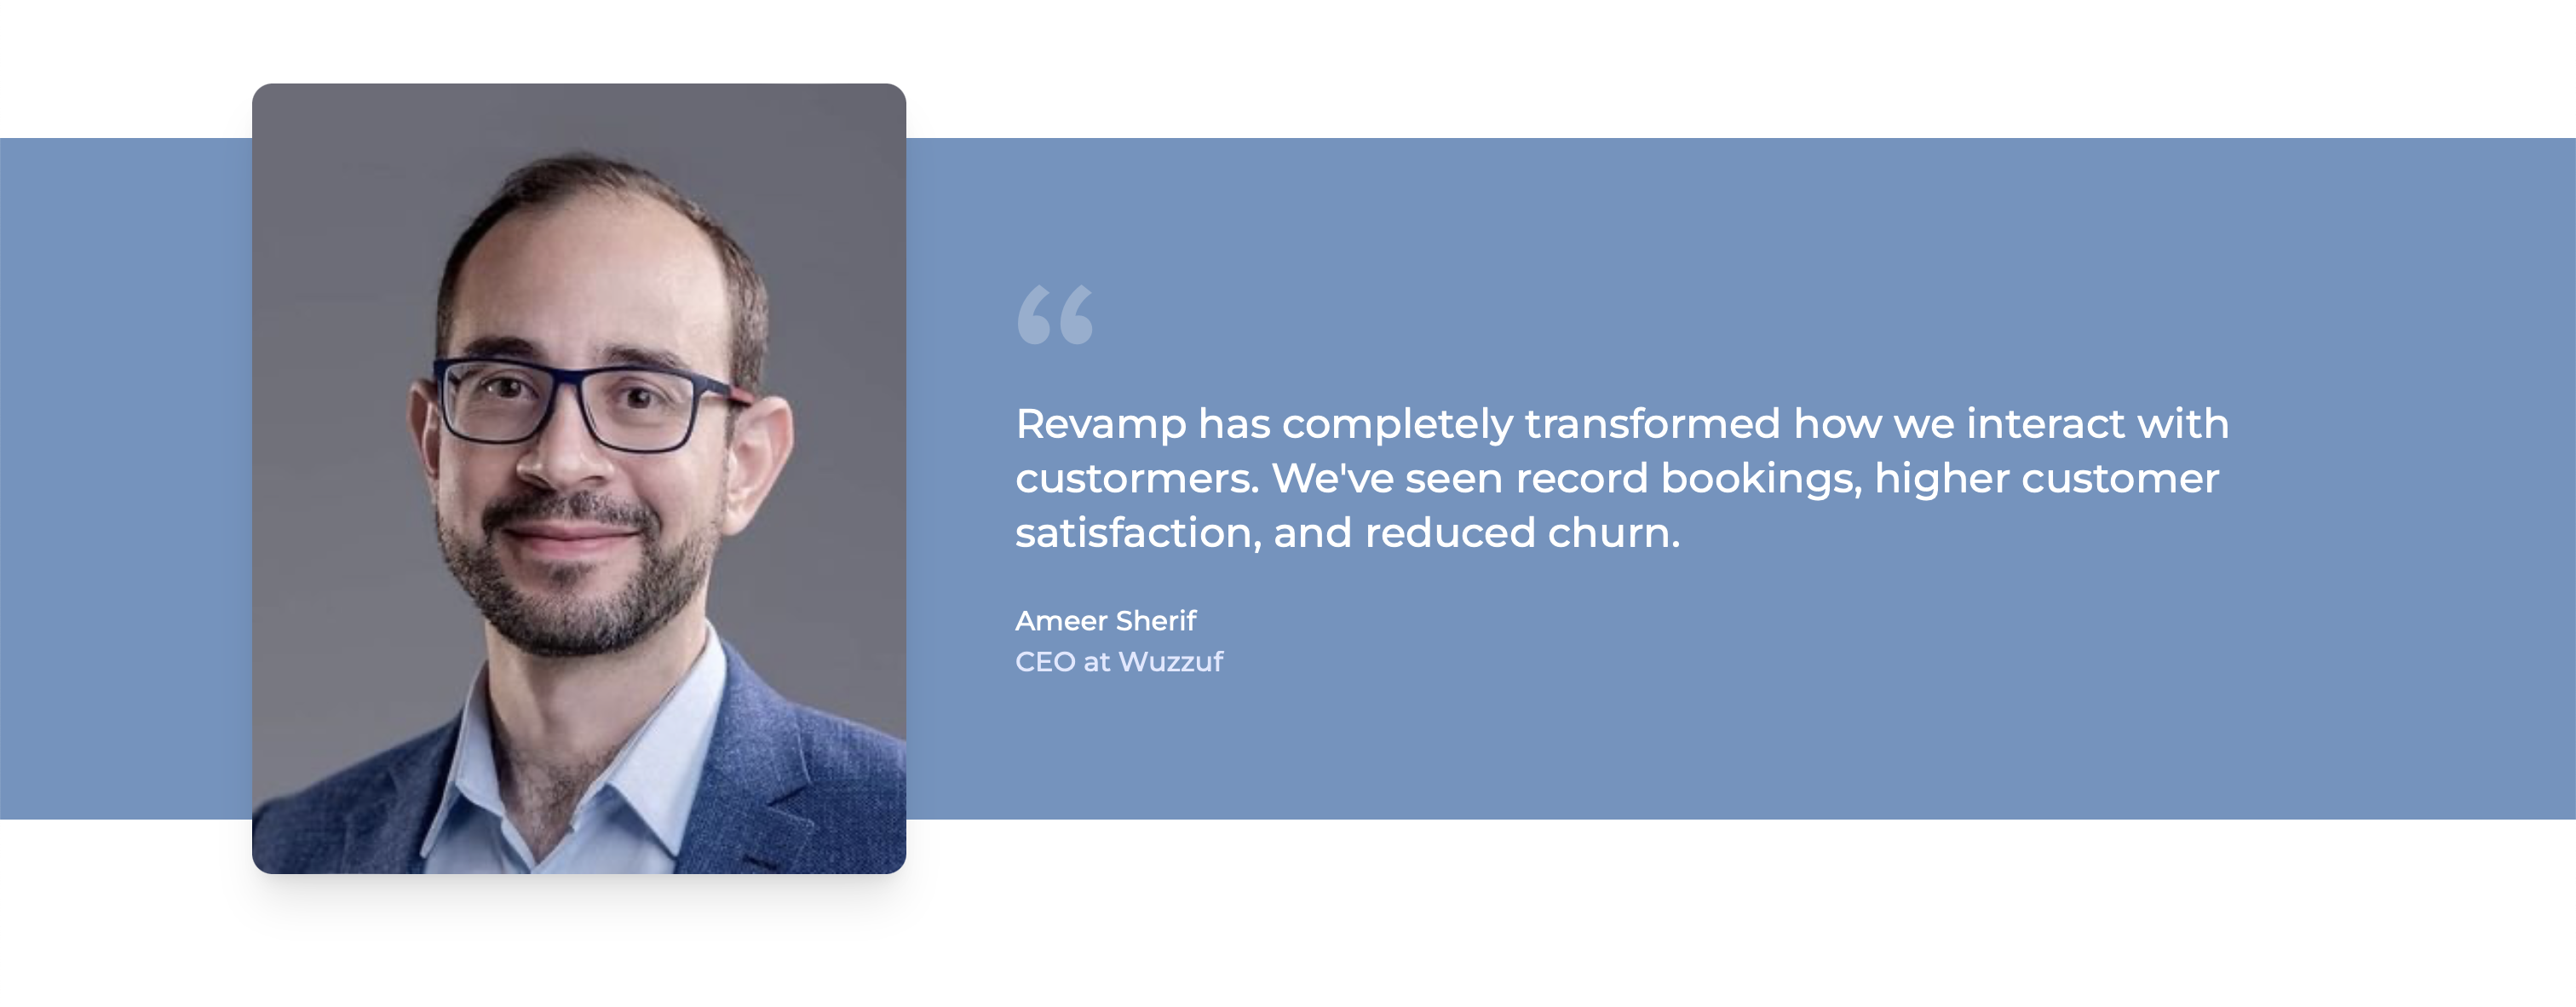 “
Revamp has completely transformed how we interact with
custormers. We've seen record bookings, higher customer
satisfaction, and reduced churn.
Ameer Sherif
CEO at Wuzzuf